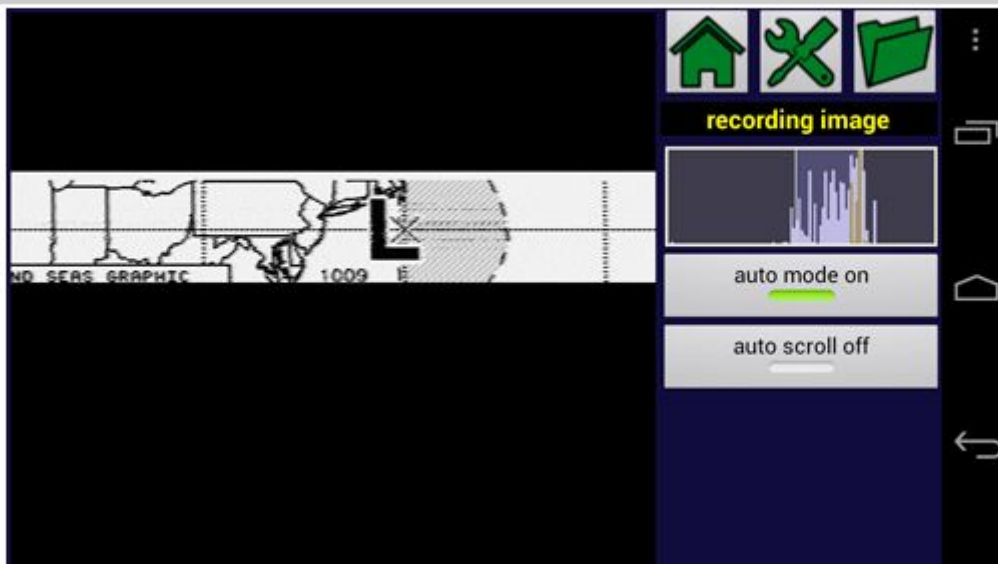 recording image
auto mode on
auto scroll off
L
ND SEAS GRAPHIC
1009